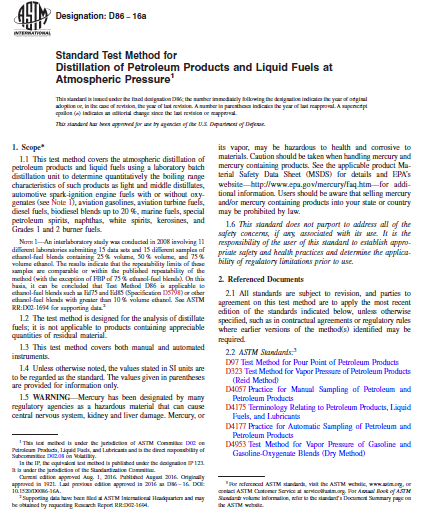 ASTM
INTERNATIONAL
Designation: D86 − 16a
Standard Test Method for
Distillation of Petroleum Products and Liquid Fuels at
Atmospheric Pressure1
This standard is issued under the fixed designation D86; the number immediately following the designation indicates the year of original
adoption or, in the case of revision, the year of last revision. A number in parentheses indicates the year of last reapproval. A superscript
epsilon (ε) indicates an editorial change since the last revision or reapproval.
This standard has been approved for use by agencies of the U.S. Department of Defense.
1. Scope*
1.1 This test method covers the atmospheric distillation of
petroleum products and liquid fuels using a laboratory batch
distillation unit to determine quantitatively the boiling range
characteristics of such products as light and middle distillates,
automotive spark-ignition engine fuels with or without oxy-
genates (see Note 1), aviation gasolines, aviation turbine fuels,
diesel fuels, biodiesel blends up to 20 %, marine fuels, special
petroleum spirits, naphthas, white spirits, kerosines, and
Grades 1 and 2 burner fuels.
NOTE 1—An interlaboratory study was conducted in 2008 involving 11
different laboratories submitting 15 data sets and 15 different samples of
ethanol-fuel blends containing 25 % volume, 50 % volume, and 75 %
volume ethanol. The results indicate that the repeatability limits of these
samples are comparable or within the published repeatability of the
method (with the exception of FBP of 75 % ethanol-fuel blends). On this
basis, it can be concluded that Test Method D86 is applicable to
ethanol-fuel blends such as Ed75 and Ed85 (Specification D5798) or other
ethanol-fuel blends with greater than 10 % volume ethanol. See ASTM
RR:D02-1694 for supporting data.2
1.2 The test method is designed for the analysis of distillate
fuels; it is not applicable to products containing appreciable
quantities of residual material.
1.3 This test method covers both manual and automated
instruments.
1.4 Unless otherwise noted, the values stated in SI units are
to be regarded as the standard. The values given in parentheses
are provided for information only.
1.5 WARNING—Mercury has been designated by many
regulatory agencies as a hazardous material that can cause
central nervous system, kidney and liver damage. Mercury, or
1 This test method is under the jurisdiction of ASTM Committee D02 on
Petroleum Products, Liquid Fuels, and Lubricants and is the direct responsibility of
Subcommittee D02.08 on Volatility.
In the IP, the equivalent test method is published under the designation IP 123.
It is under the jurisdiction of the Standardization Committee.
Current edition approved Aug. 1, 2016. Published August 2016. Originally
approved in 1921. Last previous edition approved in 2016 as D86 – 16. DOI:
10.1520/D0086-16A.
2 Supporting data have been filed at ASTM International Headquarters and may
be obtained by requesting Research Report RR:D02-1694.
its vapor, may be hazardous to health and corrosive to
materials. Caution should be taken when handling mercury and
mercury containing products. See the applicable product Ma-
terial Safety Data Sheet (MSDS) for details and EPA's
website—http://www.epa.gov/mercury/faq.htm—for addi-
tional information. Users should be aware that selling mercury
and/or mercury containing products into your state or country
may be prohibited by law.
1.6 This standard does not purport to address all of the
safety concerns, if any, associated with its use. It is the
responsibility of the user of this standard to establish appro-
priate safety and health practices and determine the applica-
bility of regulatory limitations prior to use.
2. Referenced Documents
2.1 All standards are subject to revision, and parties to
agreement on this test method are to apply the most recent
edition of the standards indicated below, unless otherwise
specified, such as in contractual agreements or regulatory rules
where earlier versions of the method(s) identified may be
required.
2.2 ASTM Standards:3
D97 Test Method for Pour Point of Petroleum Products
D323 Test Method for Vapor Pressure of Petroleum Products
(Reid Method)
D4057 Practice for Manual Sampling of Petroleum and
Petroleum Products
D4175 Terminology Relating to Petroleum Products, Liquid
Fuels, and Lubricants
D4177 Practice for Automatic Sampling of Petroleum and
Petroleum Products
D4953 Test Method for Vapor Pressure of Gasoline and
Gasoline-Oxygenate Blends (Dry Method)
3 For referenced ASTM standards, visit the ASTM website, www.astm.org, or
contact ASTM Customer Service at service@astm.org. For Annual Book of ASTM
Standards volume information, refer to the standard's Document Summary page on
the ASTM website.